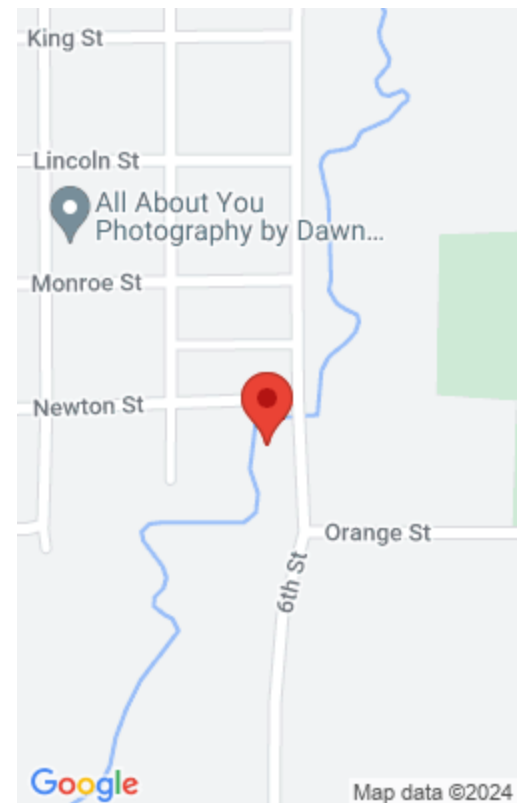 King St
Lincoln St
All About You
Photography by Dawn...
Monroe St
Newton St
Orange St
6th St
Google
Map data ©2024